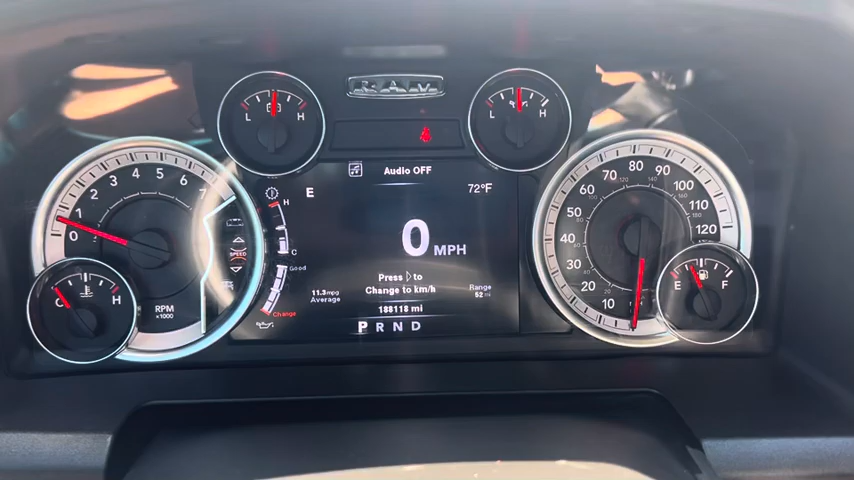 RAM
L H
L H
Audio OFF
E
72°F
0 1 2 3 4 5 6 7
RPM
x1000
C H
H
C
SPEED
Good
Change
0 MPH
11.3mpg
Average
Press ▷ to
Change to km/h
Range
52 mi
188118 mi
P R N D
10 20 30 40 50 60 70 80 90 100 110 120
E F